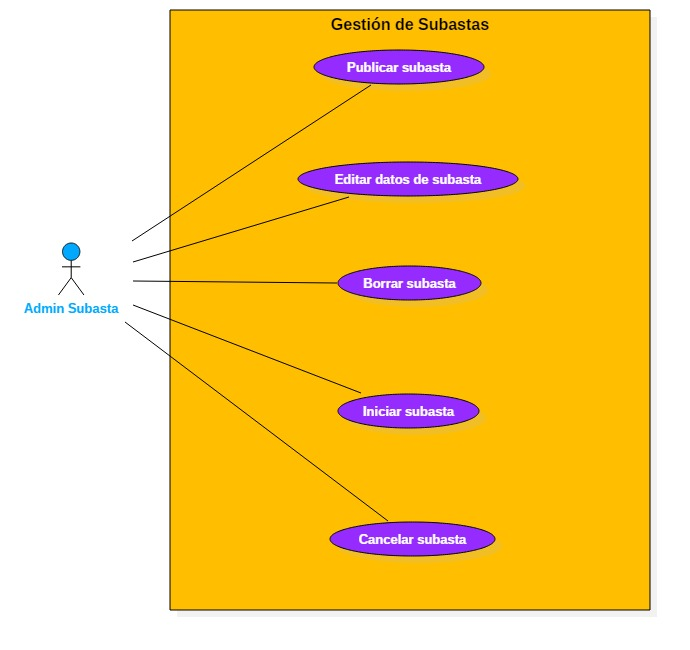 Gestión de Subastas
Publicar subasta
Editar datos de subasta
Borrar subasta
Admin Subasta
Iniciar subasta
Cancelar subasta